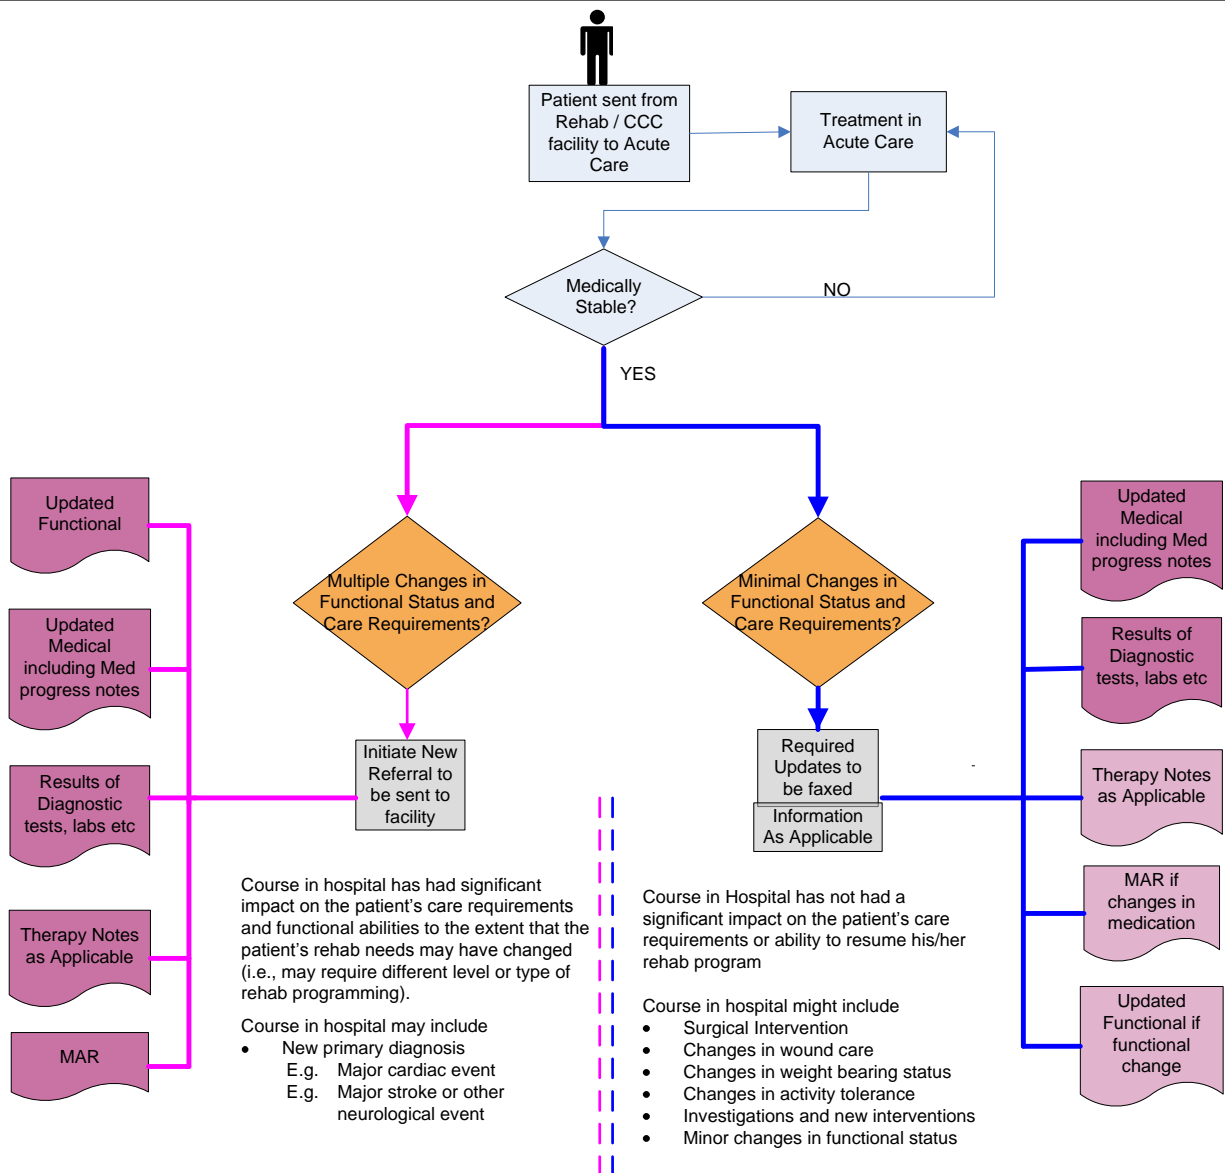 Patient sent from
Rehab / CCC
facility to Acute
Care
Treatment in
Acute Care
Medically
Stable?
NO
YES
Multiple Changes in
Functional Status and
Care Requirements?
Minimal Changes in
Functional Status and
Care Requirements?
Updated
Functional
Updated
Medical
including Med
progress notes
Results of
Diagnostic
tests, labs etc
Therapy Notes
as Applicable
MAR
Initiate New
Referral to
be sent to
facility
Required
Updates to
be faxed
Information
As Applicable
-
Updated
Medical
including Med
progress notes
Results of
Diagnostic
tests, labs etc
Therapy Notes
as Applicable
MAR if
changes in
medication
Updated
Functional if
functional
change
Course in hospital has had significant
impact on the patient's care requirements
and functional abilities to the extent that the
patient's rehab needs may have changed
(i.e., may require different level or type of
rehab programming).
Course in hospital may include
• New primary diagnosis
E.g. Major cardiac event
E.g. Major stroke or other
neurological event
Course in Hospital has not had a
significant impact on the patient's care
requirements or ability to resume his/her
rehab program
Course in hospital might include
• Surgical Intervention
• Changes in wound care
• Changes in weight bearing status
• Changes in activity tolerance
• Investigations and new interventions
• Minor changes in functional status